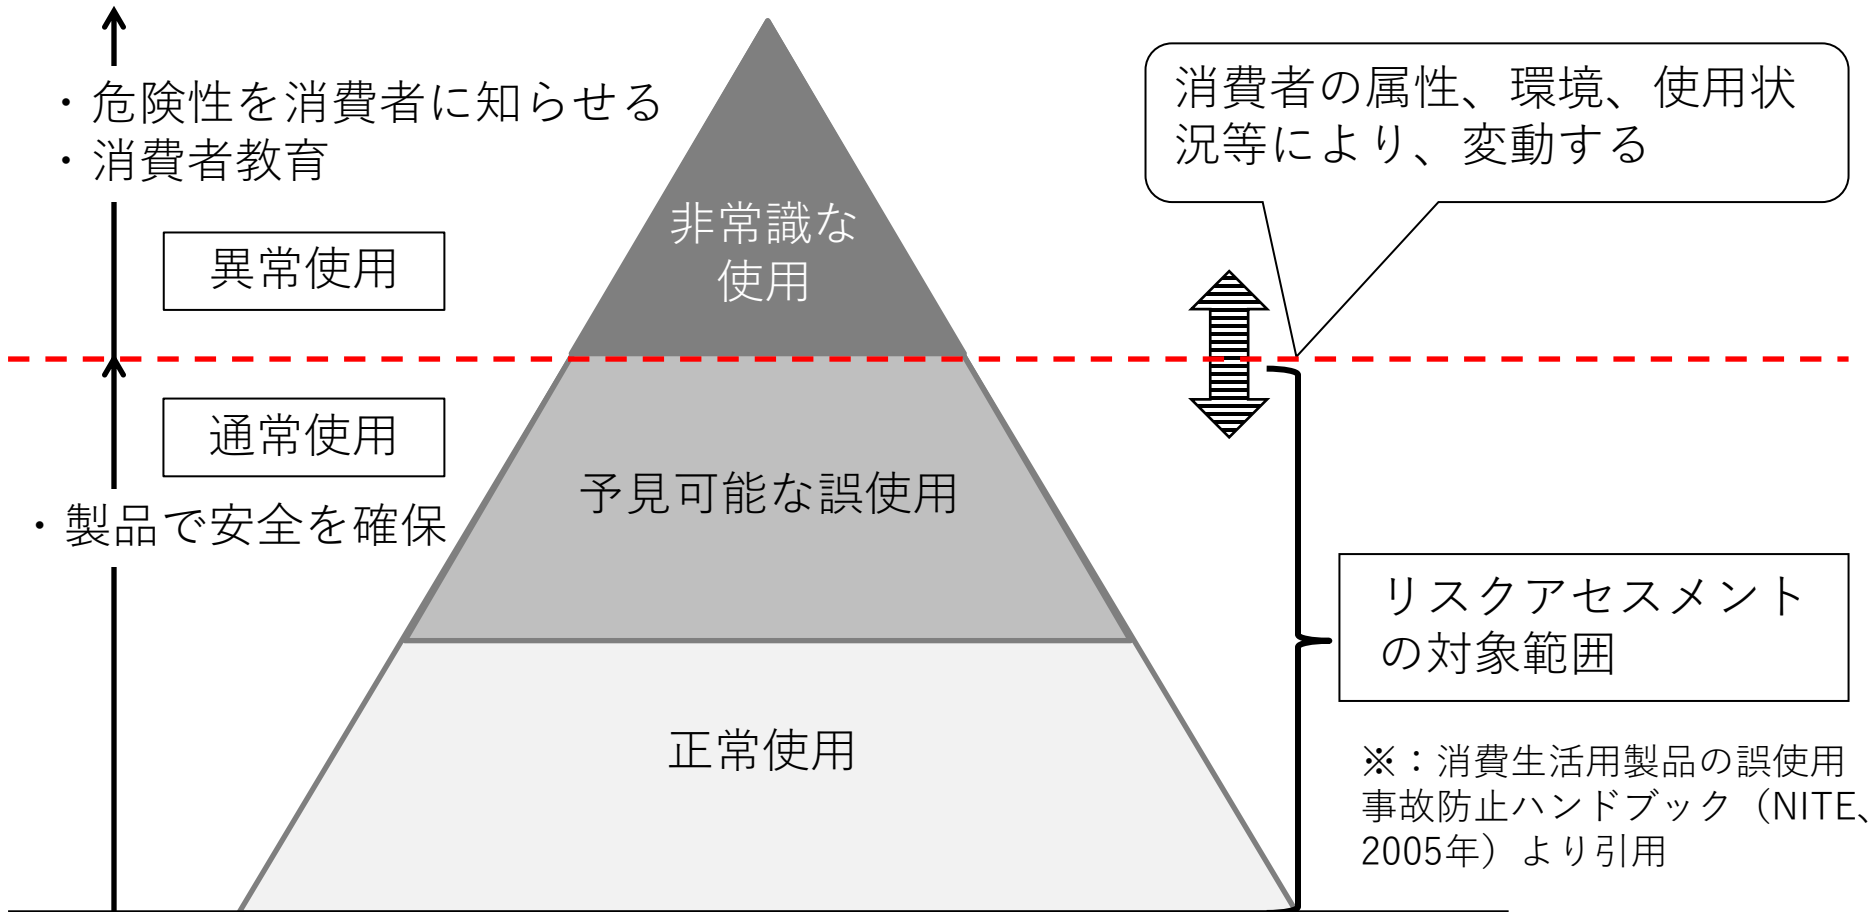 ・危険性を消費者に知らせる
・消費者教育
消費者の属性、環境、使用状
況等により、変動する
非常識な
使用
異常使用
通常使用
・製品で安全を確保
予見可能な誤使用
リスクアセスメント
の対象範囲
正常使用
※：消費生活用製品の誤使用
事故防止ハンドブック（NITE、
2005年）より引用